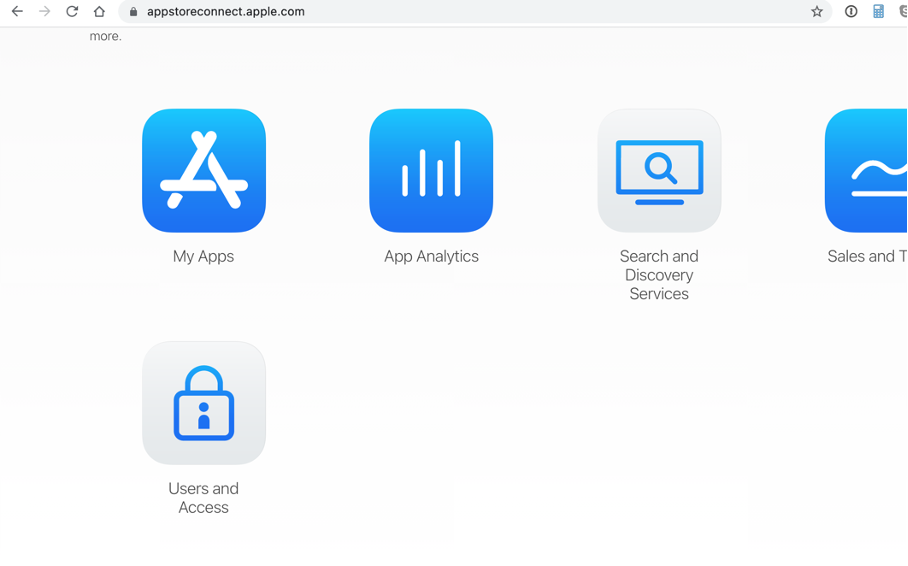 appstoreconnect.apple.com
more.
My Apps
App Analytics
Search and
Discovery
Services
Sales and T
Users and
Access